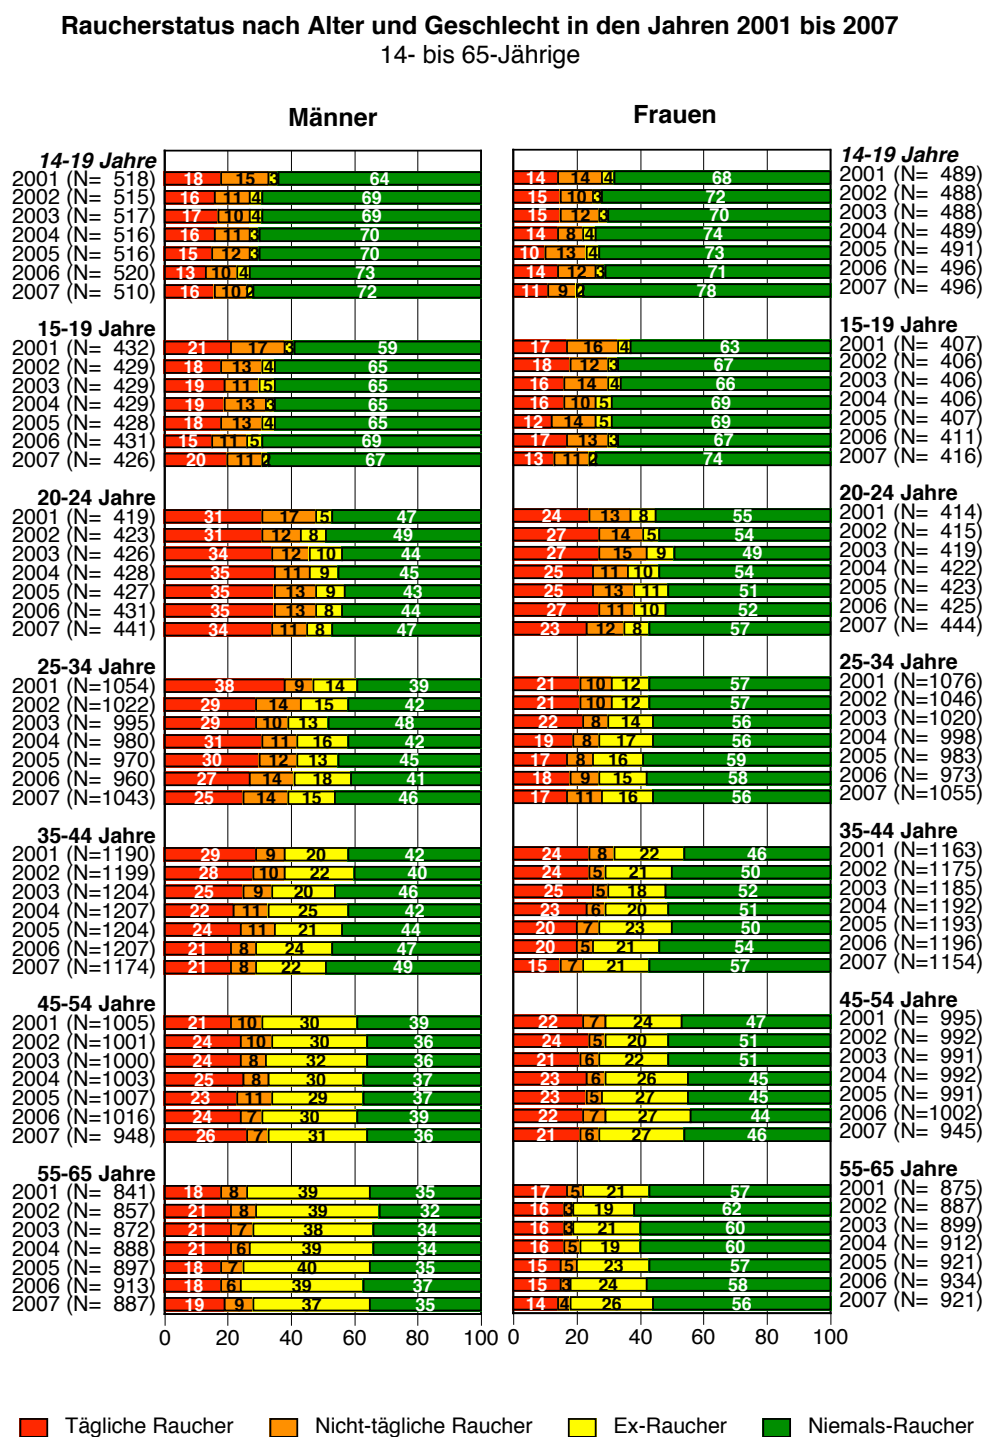 Raucherstatus nach Alter und Geschlecht in den Jahren 2001 bis 2007
14- bis 65-Jährige
Männer Frauen
14-19 Jahre 14-19 Jahre
2001 (N= 518) 18 15 3 64 14 14 4 68 2001 (N= 489)
2002 (N= 515) 16 11 4 69 15 10 3 72 2002 (N= 488)
2003 (N= 517) 17 10 4 69 15 12 3 70 2003 (N= 488)
2004 (N= 516) 16 11 3 70 14 8 4 74 2004 (N= 489)
2005 (N= 516) 15 12 3 70 10 13 4 73 2005 (N= 491)
2006 (N= 520) 13 10 4 73 14 12 3 71 2006 (N= 496)
2007 (N= 510) 16 10 2 72 11 9 2 78 2007 (N= 496)
15-19 Jahre 15-19 Jahre
2001 (N= 432) 21 17 3 59 17 16 4 63 2001 (N= 407)
2002 (N= 429) 18 13 4 65 18 12 3 67 2002 (N= 406)
2003 (N= 429) 19 11 5 65 16 14 4 66 2003 (N= 406)
2004 (N= 429) 19 13 3 65 16 10 5 69 2004 (N= 406)
2005 (N= 428) 18 13 4 65 12 14 5 69 2005 (N= 407)
2006 (N= 431) 15 11 5 69 17 13 3 67 2006 (N= 411)
2007 (N= 426) 20 11 2 67 13 11 2 74 2007 (N= 416)
20-24 Jahre 20-24 Jahre
2001 (N= 419) 31 17 5 47 24 13 8 55 2001 (N= 414)
2002 (N= 423) 31 12 8 49 27 14 5 54 2002 (N= 415)
2003 (N= 426) 34 12 10 44 27 15 9 49 2003 (N= 419)
2004 (N= 428) 35 11 9 45 25 11 10 54 2004 (N= 422)
2005 (N= 427) 35 13 9 43 25 13 11 51 2005 (N= 423)
2006 (N= 431) 35 13 8 44 27 11 10 52 2006 (N= 425)
2007 (N= 441) 34 11 8 47 23 12 8 57 2007 (N= 444)
25-34 Jahre 25-34 Jahre
2001 (N=1054) 38 9 14 39 21 10 12 57 2001 (N=1076)
2002 (N=1022) 29 14 15 42 21 10 12 57 2002 (N=1046)
2003 (N= 995) 29 10 13 48 22 8 14 56 2003 (N=1020)
2004 (N= 980) 31 11 16 42 19 8 17 56 2004 (N= 998)
2005 (N= 970) 30 12 13 45 17 8 16 59 2005 (N= 983)
2006 (N= 960) 27 14 18 41 18 9 15 58 2006 (N= 973)
2007 (N=1043) 25 14 15 46 17 11 16 56 2007 (N=1055)
35-44 Jahre 35-44 Jahre
2001 (N=1190) 29 9 20 42 24 8 22 46 2001 (N=1163)
2002 (N=1199) 28 10 22 40 24 5 21 50 2002 (N=1175)
2003 (N=1204) 25 9 20 46 25 5 18 52 2003 (N=1185)
2004 (N=1207) 22 11 25 42 23 6 20 51 2004 (N=1192)
2005 (N=1204) 24 11 21 44 20 7 23 50 2005 (N=1193)
2006 (N=1207) 21 8 24 47 20 5 21 54 2006 (N=1196)
2007 (N=1174) 21 8 22 49 15 7 21 57 2007 (N=1154)
45-54 Jahre 45-54 Jahre
2001 (N=1005) 21 10 30 39 22 7 24 47 2001 (N= 995)
2002 (N=1001) 24 10 30 36 24 5 20 51 2002 (N= 992)
2003 (N=1000) 24 8 32 36 21 6 22 51 2003 (N= 991)
2004 (N=1003) 25 8 30 37 23 6 26 45 2004 (N= 992)
2005 (N=1007) 23 11 29 37 23 5 27 45 2005 (N= 991)
2006 (N=1016) 24 7 30 39 22 7 27 44 2006 (N=1002)
2007 (N= 948) 26 7 31 36 21 6 27 46 2007 (N= 945)
55-65 Jahre 55-65 Jahre
2001 (N= 841) 18 8 39 35 17 5 21 57 2001 (N= 875)
2002 (N= 857) 21 8 39 32 16 3 19 62 2002 (N= 887)
2003 (N= 872) 21 7 38 34 16 3 21 60 2003 (N= 899)
2004 (N= 888) 21 6 39 34 16 5 19 60 2004 (N= 912)
2005 (N= 897) 18 7 40 35 15 5 23 57 2005 (N= 921)
2006 (N= 913) 18 6 39 37 15 3 24 58 2006 (N= 934)
2007 (N= 887) 19 9 37 35 14 4 26 56 2007 (N= 921)
0 20 40 60 80 100 0 20 40 60 80 100
Tägliche Raucher Nicht-tägliche Raucher Ex-Raucher Niemals-Raucher